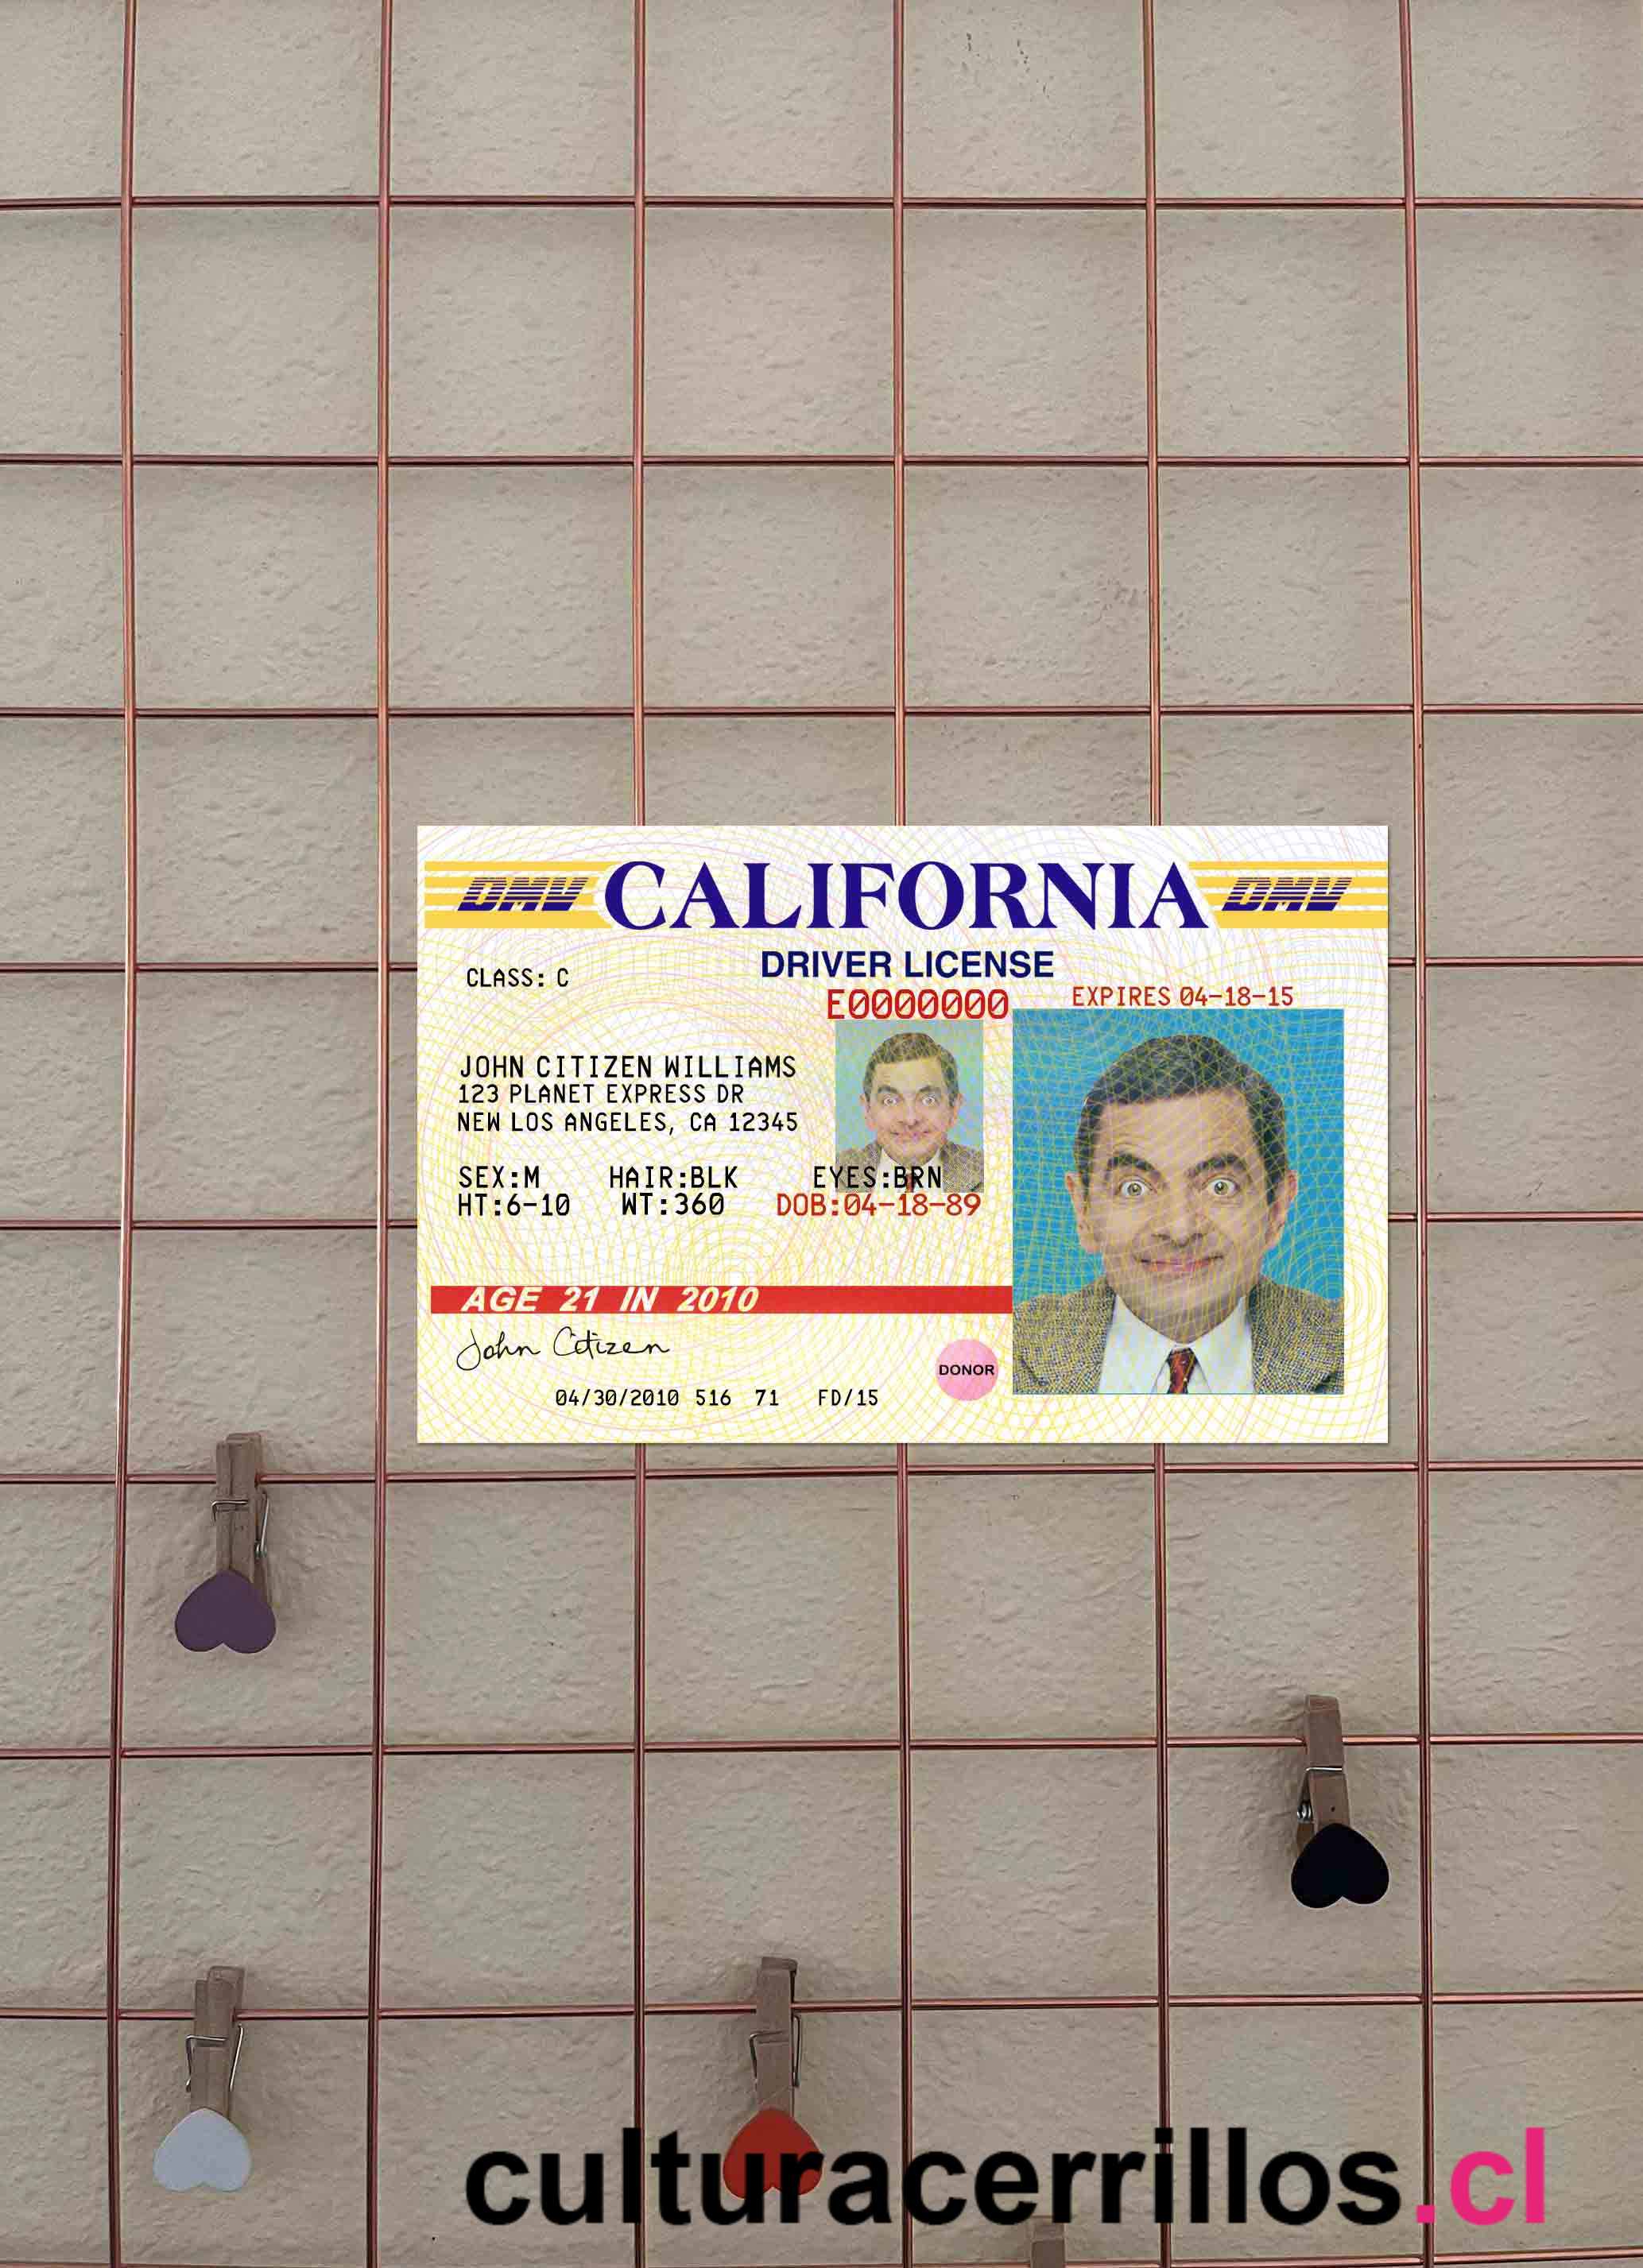 DMV CALIFORNIA DMV
DRIVER LICENSE
CLASS: C
E0000000
EXPIRES 04-18-15
JOHN CITIZEN WILLIAMS
123 PLANET EXPRESS DR
NEW LOS ANGELES, CA 12345
SEX:M HAIR:BLK EYES:BRN
HT:6-10 WT:360 DOB:04-18-89
AGE 21 IN 2010
John Citizen
DONOR
04/30/2010 516 71 FD/15
culturacerrillos.cl